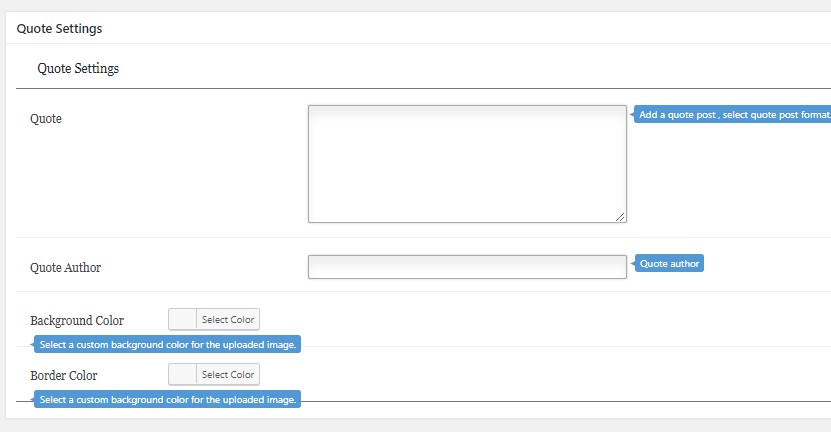 Quote Settings
Quote Settings
Quote
Add a quote post , select quote post format.
Quote Author
Quote author
Background Color
Select Color
Select a custom background color for the uploaded image.
Border Color
Select Color
Select a custom background color for the uploaded image.